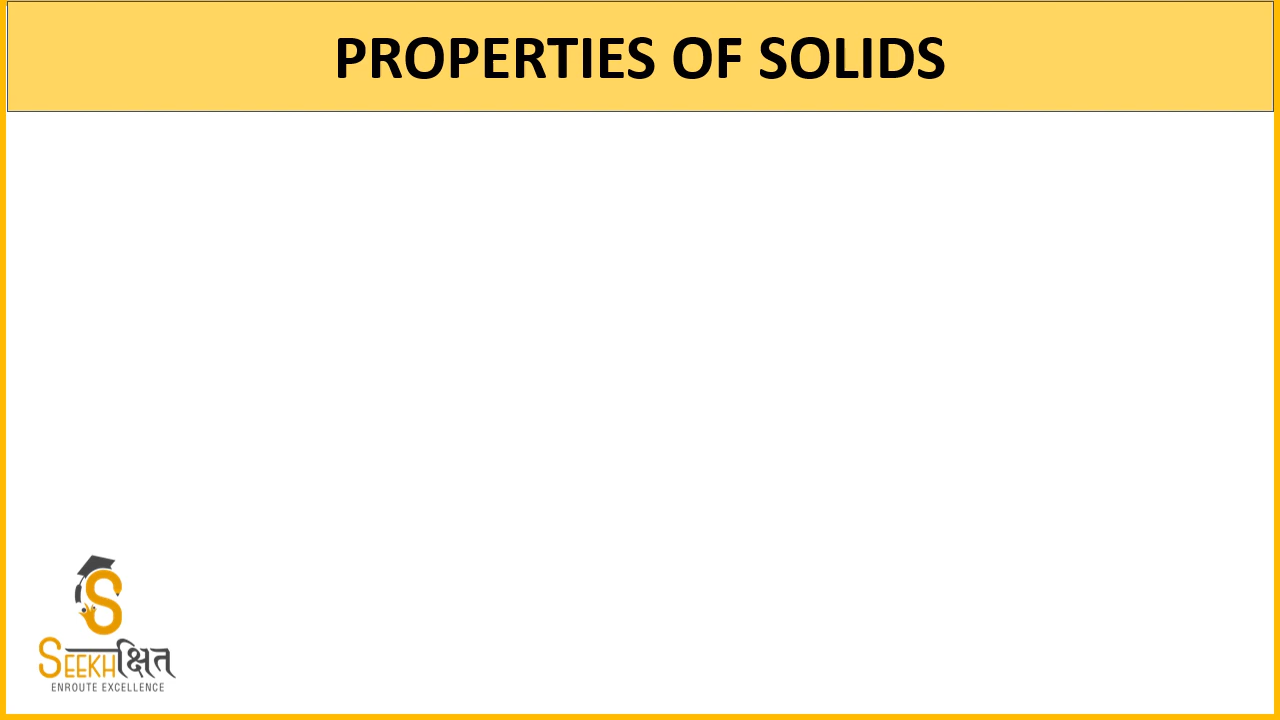 PROPERTIES OF SOLIDS
SEEKHक्षित
ENROUTE EXCELLENCE